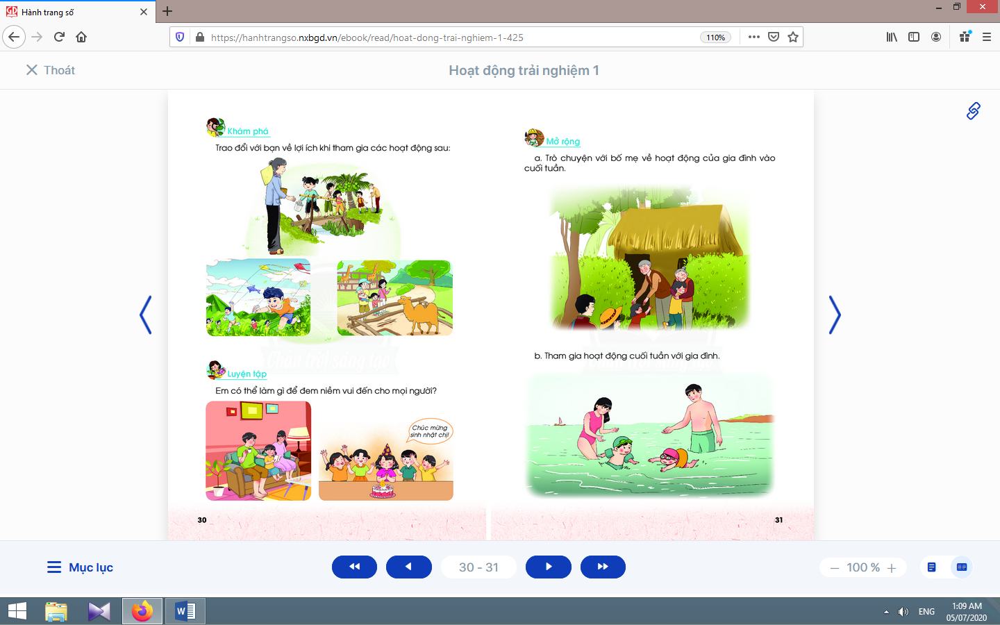 Hành trang số
https://hanhtrangso.nxbgd.vn/ebook/read/hoat-dong-trai-nghiem-1-425
110%
Thoát
Hoạt động trải nghiệm 1
Khám phá
Trao đổi với bạn về lợi ích khi tham gia các hoạt động sau:
Chân trời sáng tạo
Luyện tập
Em có thể làm gì để đem niềm vui đến cho mọi người?
Chúc mừng
sinh nhật chị!
30
Mở rộng
a. Trò chuyện với bố mẹ về hoạt động của gia đình vào
cuối tuần.
b. Tham gia hoạt động cuối tuần với gia đình.
31
Mục lục
30 - 31
100 %
ENG
1:09 AM
05/07/2020